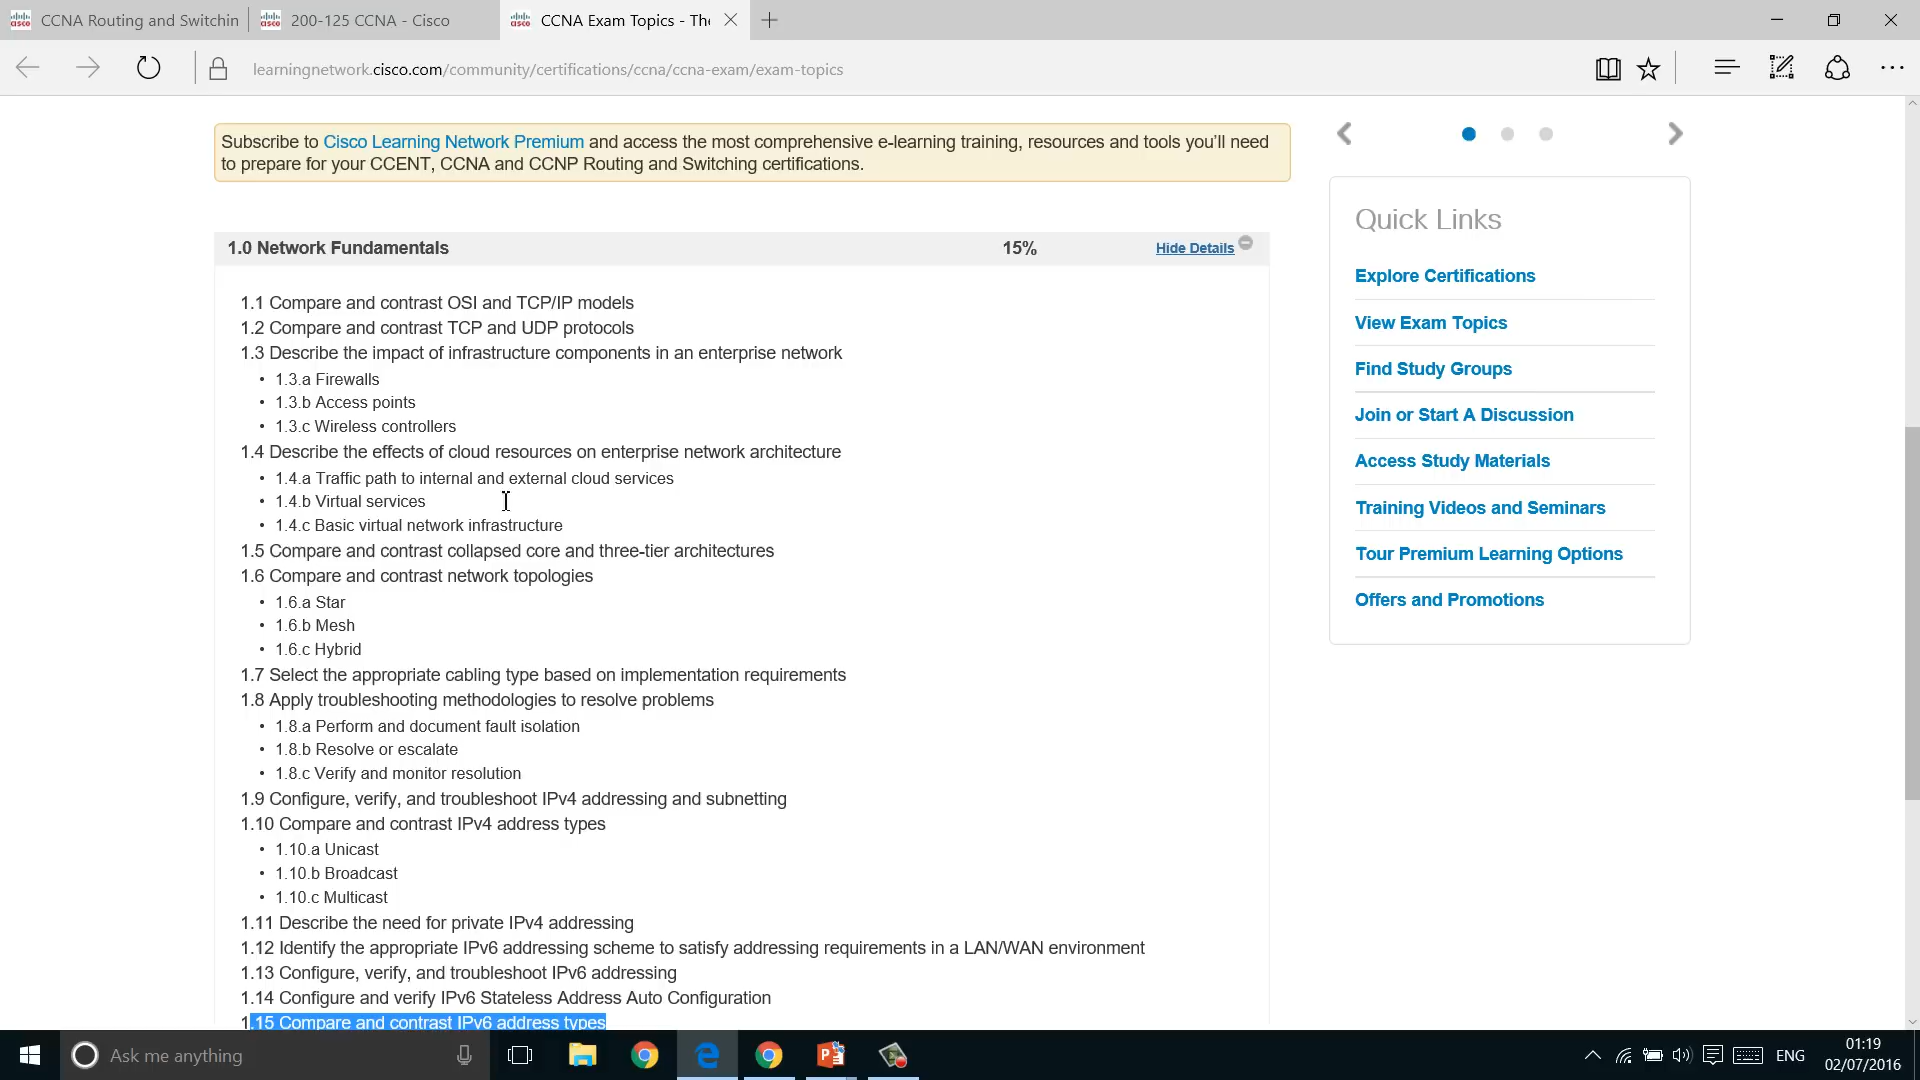 CCNA Routing and Switchin
200-125 CCNA - Cisco
CCNA Exam Topics - The
learningnetwork.cisco.com/community/certifications/ccna/ccna-exam/exam-topics
Subscribe to Cisco Learning Network Premium and access the most comprehensive e-learning training, resources and tools you'll need
to prepare for your CCENT, CCNA and CCNP Routing and Switching certifications.
1.0 Network Fundamentals 15% Hide Details
1.1 Compare and contrast OSI and TCP/IP models
1.2 Compare and contrast TCP and UDP protocols
1.3 Describe the impact of infrastructure components in an enterprise network
• 1.3.a Firewalls
• 1.3.b Access points
• 1.3.c Wireless controllers
1.4 Describe the effects of cloud resources on enterprise network architecture
• 1.4.a Traffic path to internal and external cloud services
• 1.4.b Virtual services
• 1.4.c Basic virtual network infrastructure
1.5 Compare and contrast collapsed core and three-tier architectures
1.6 Compare and contrast network topologies
• 1.6.a Star
• 1.6.b Mesh
• 1.6.c Hybrid
1.7 Select the appropriate cabling type based on implementation requirements
1.8 Apply troubleshooting methodologies to resolve problems
• 1.8.a Perform and document fault isolation
• 1.8.b Resolve or escalate
• 1.8.c Verify and monitor resolution
1.9 Configure, verify, and troubleshoot IPv4 addressing and subnetting
1.10 Compare and contrast IPv4 address types
• 1.10.a Unicast
• 1.10.b Broadcast
• 1.10.c Multicast
1.11 Describe the need for private IPv4 addressing
1.12 Identify the appropriate IPv6 addressing scheme to satisfy addressing requirements in a LAN/WAN environment
1.13 Configure, verify, and troubleshoot IPv6 addressing
1.14 Configure and verify IPv6 Stateless Address Auto Configuration
1.15 Compare and contrast IPv6 address types
Quick Links
Explore Certifications
View Exam Topics
Find Study Groups
Join or Start A Discussion
Access Study Materials
Training Videos and Seminars
Tour Premium Learning Options
Offers and Promotions
Ask me anything
ENG
01:19
02/07/2016